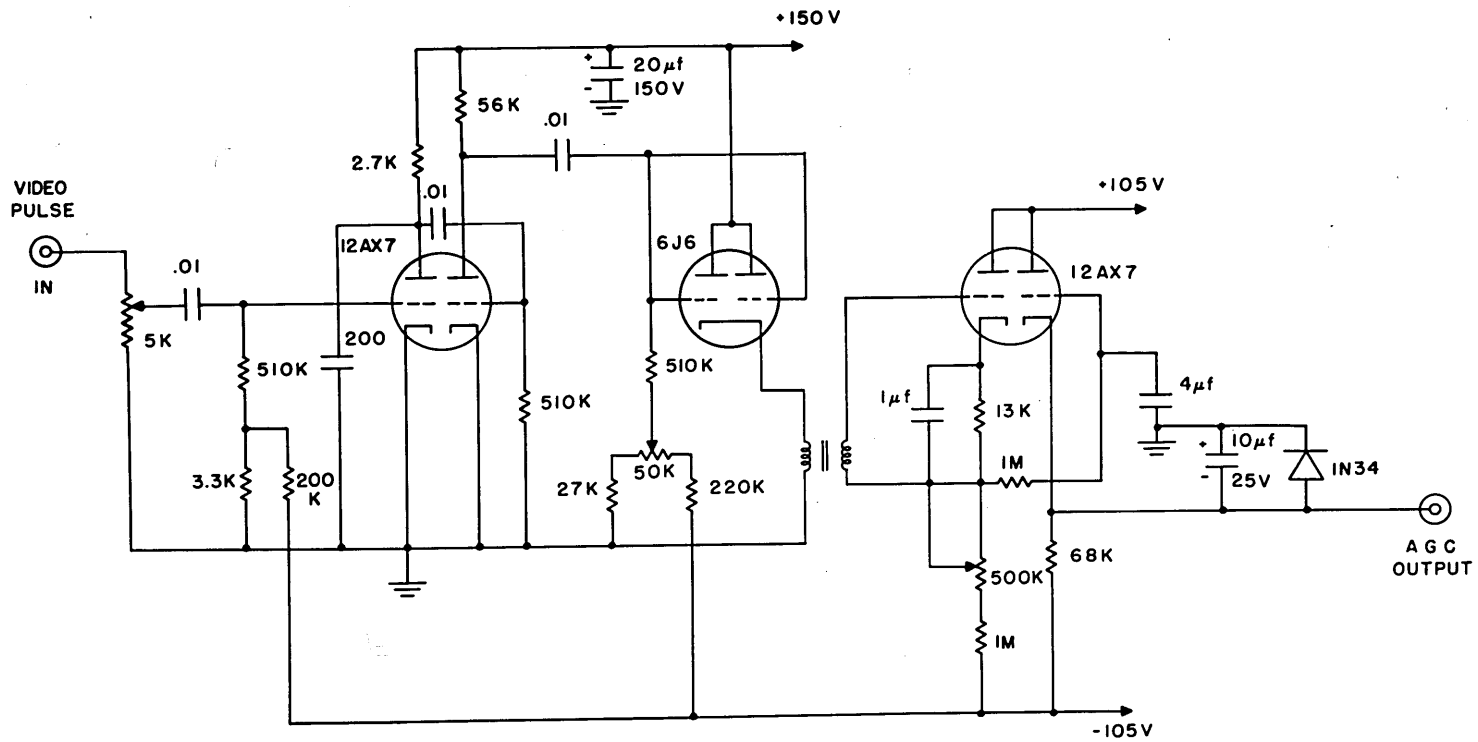 +150V
+
20µf
-
150V
56K
.01
2.7K
.01
VIDEO
PULSE
IN
+105V
12AX7
6J6
12AX7
.01
5K
200
510K
510K
510K
1µf
13K
4µf
3.3K
200
K
27K
50K
220K
1M
+
10µf
-
25V
1N34
500K
68K
AGC
OUTPUT
1M
-105V